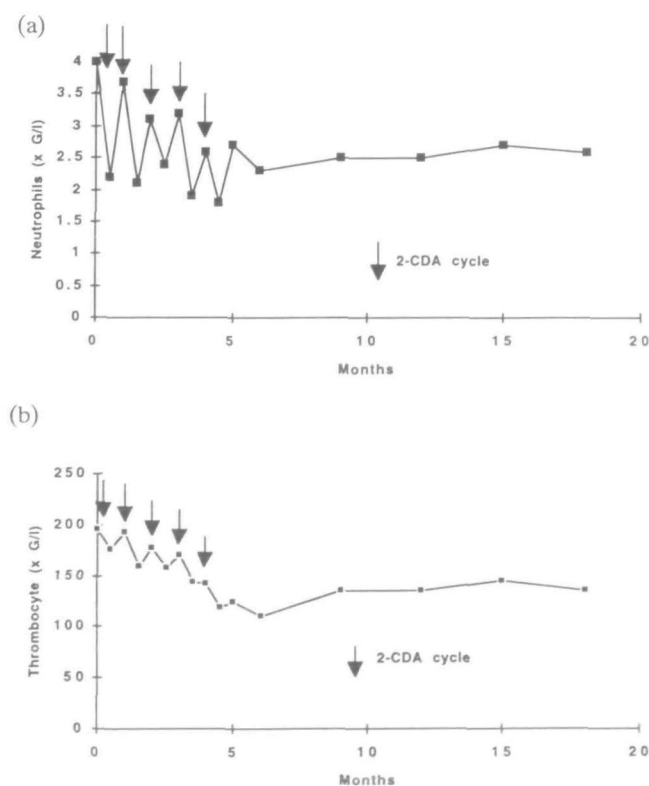 (a)
Neutrophils (x G/l)
4
3.5
3
2.5
2
1.5
1
0.5
0
2-CDA cycle
0 5 10 15 20
Months
(b)
Thrombocyte (x G/l)
250
200
150
100
50
0
2-CDA cycle
0 5 10 15 20
Months